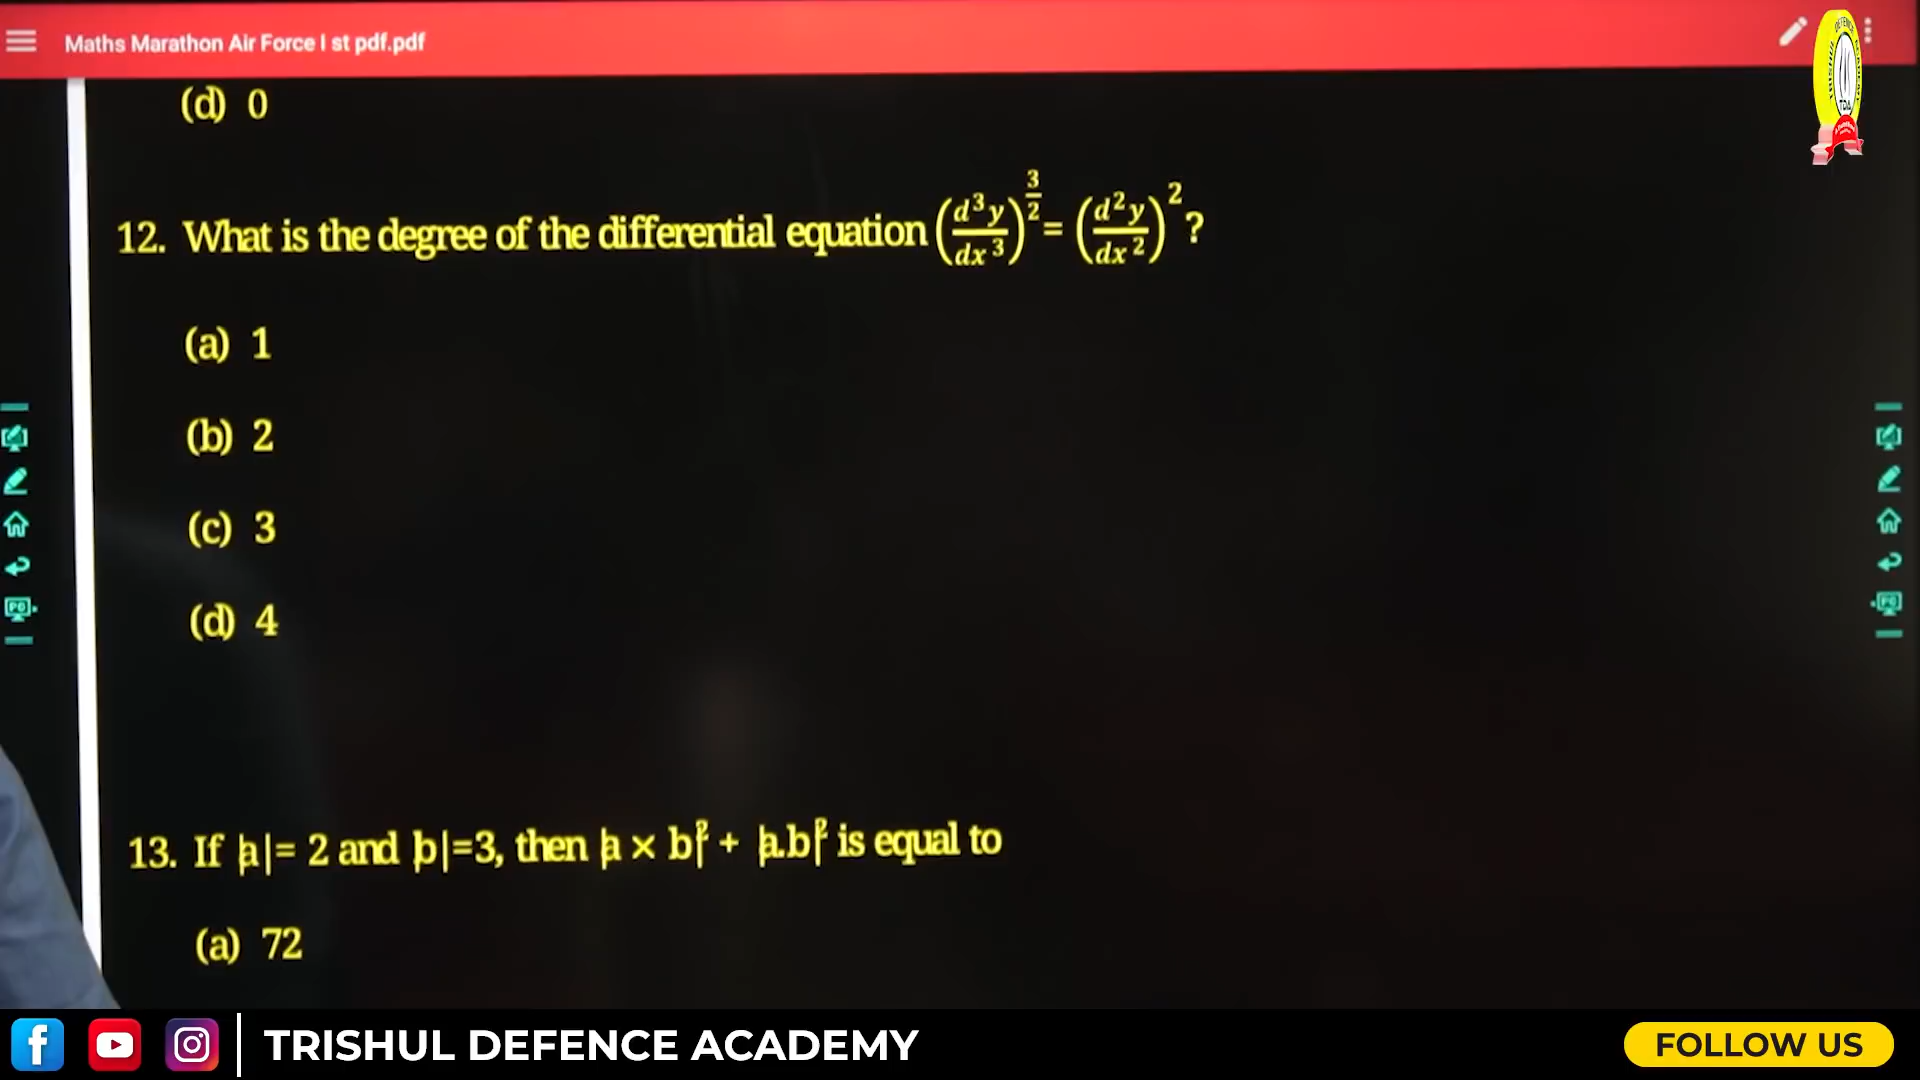 Maths Marathon Air Force I st pdf.pdf
(d) 0
12. What is the degree of the differential equation (d³y/dx³)^(3/2) = (d²y/dx²)²?
(a) 1
(b) 2
(c) 3
(d) 4
13. If |a|= 2 and |b|=3, then |a × b|² + |a.b|² is equal to
(a) 72
TRISHUL DEFENCE ACADEMY
FOLLOW US